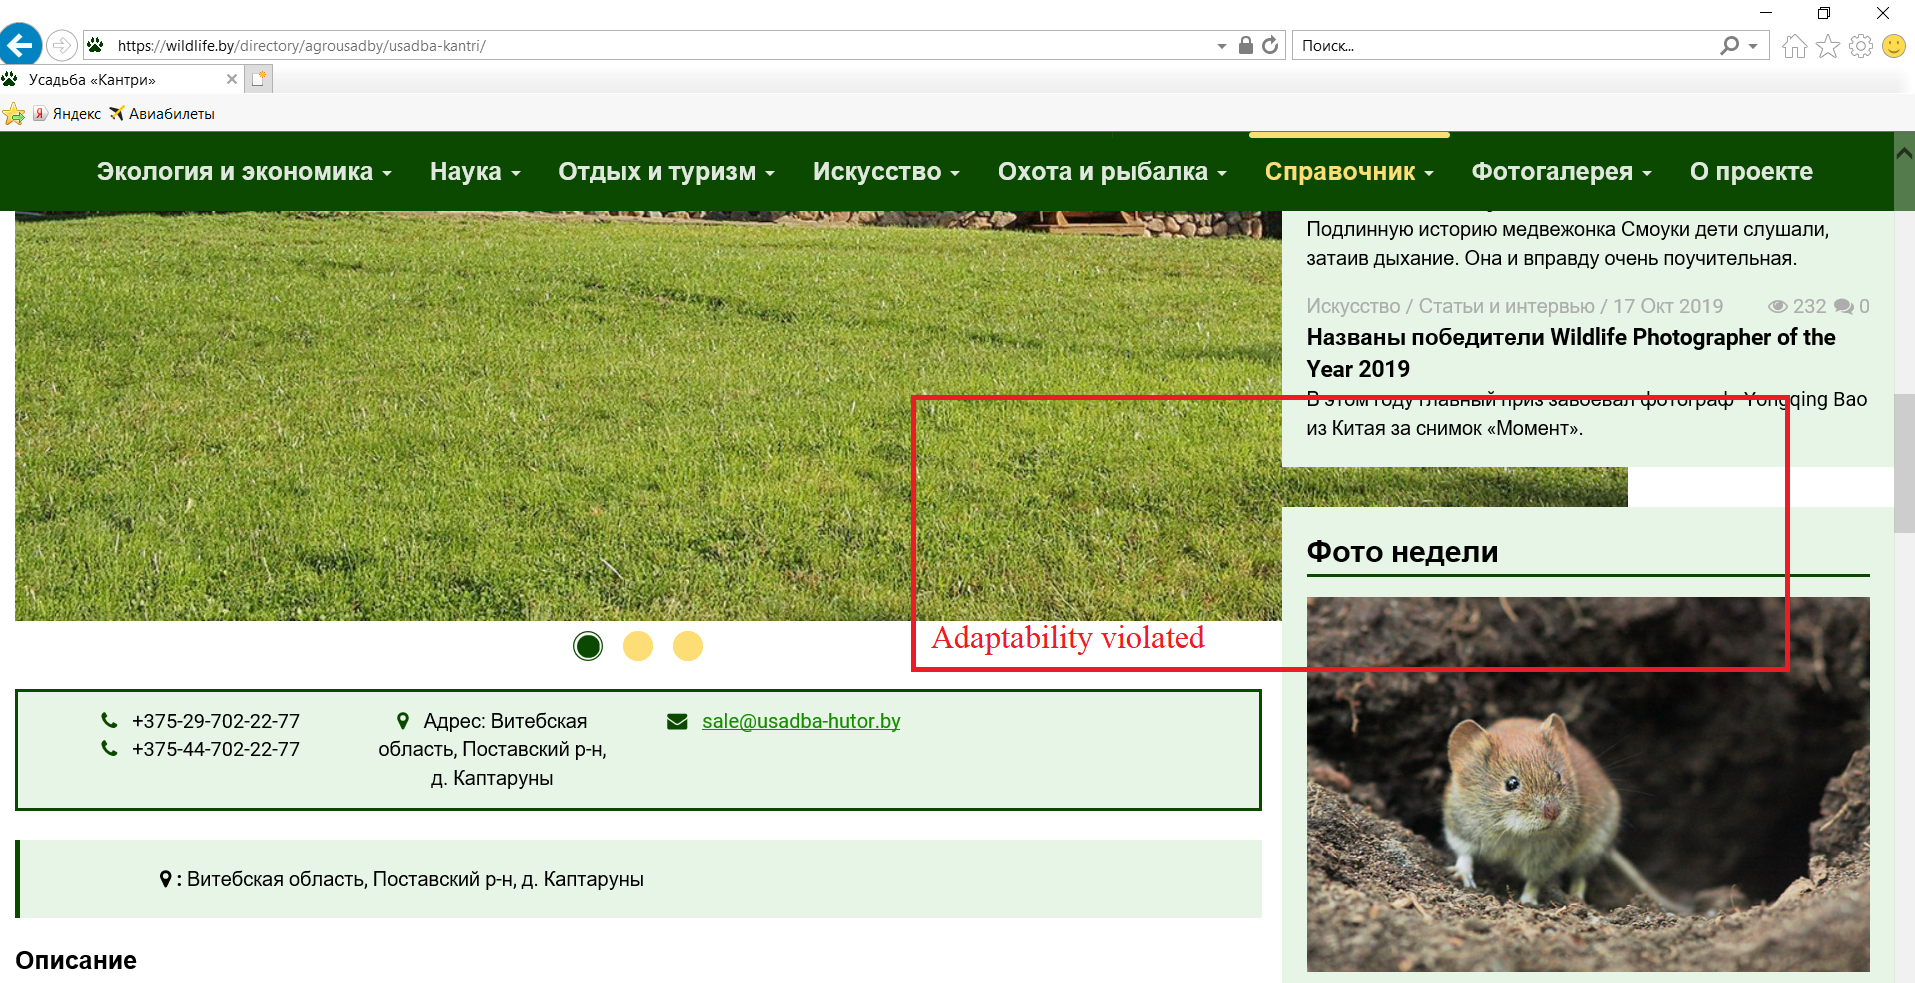 https://wildlife.by/directory/agrousadby/usadba-kantri/
Поиск...
Усадьба «Кантри»
Яндекс
Авиабилеты
Экология и экономика
Наука
Отдых и туризм
Искусство
Охота и рыбалка
Справочник
Фотогалерея
О проекте
Подлинную историю медвежонка Смоуки дети слушали,
затаив дыхание. Она и вправду очень поучительная.
Искусство / Статьи и интервью / 17 Окт 2019 232 0
Названы победители Wildlife Photographer of the
Year 2019
В этом году главный приз завоевал фотограф Yongqing Bao
из Китая за снимок «Момент».
Фото недели
Adaptability violated
+375-29-702-22-77
+375-44-702-22-77
Адрес: Витебская
область, Поставский р-н,
д. Каптаруны
sale@usadba-hutor.by
: Витебская область, Поставский р-н, д. Каптаруны
Описание